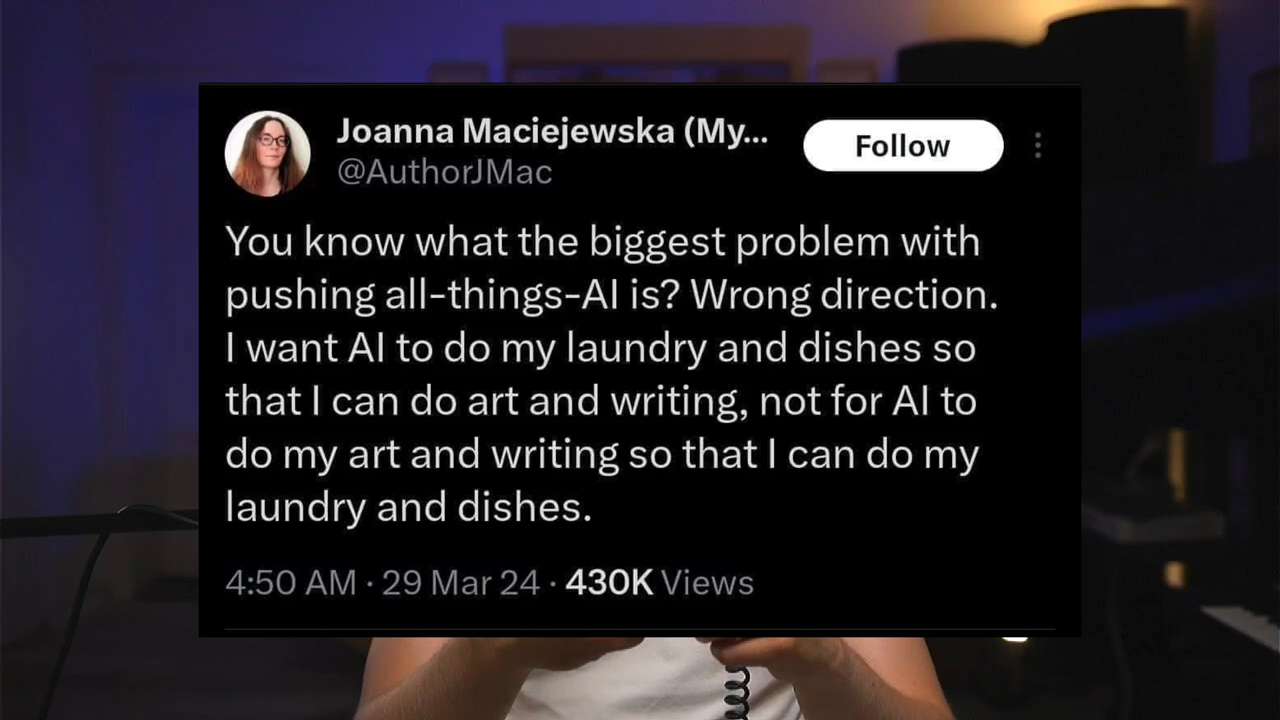 Joanna Maciejewska (My...
Follow
@AuthorJMac
You know what the biggest problem with
pushing all-things-AI is? Wrong direction.
I want AI to do my laundry and dishes so
that I can do art and writing, not for AI to
do my art and writing so that I can do my
laundry and dishes.
4:50 AM · 29 Mar 24 · 430K Views